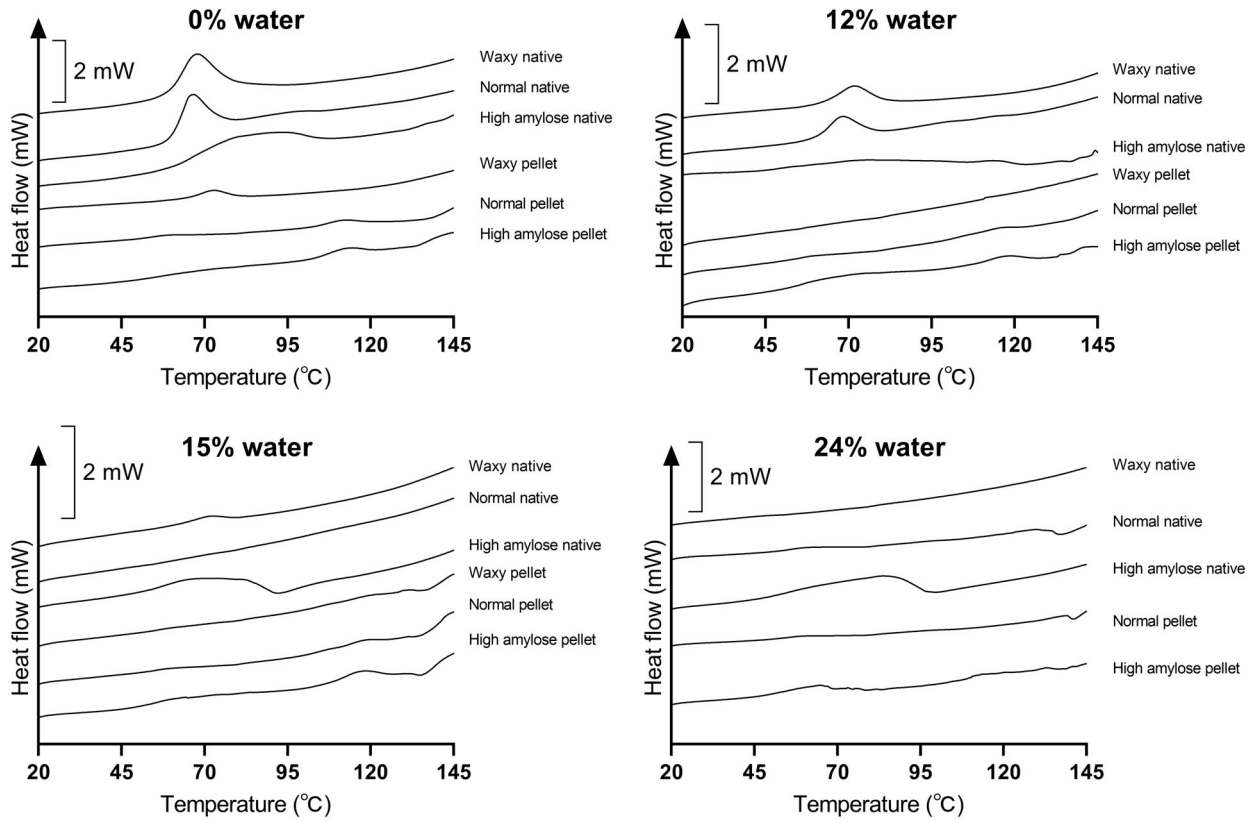 0% water
2 mW
Heat flow (mW)
Waxy native
Normal native
High amylose native
Waxy pellet
Normal pellet
High amylose pellet
20 45 70 95 120 145
Temperature (°C)
12% water
2 mW
Heat flow (mW)
Waxy native
Normal native
High amylose native
Waxy pellet
Normal pellet
High amylose pellet
20 45 70 95 120 145
Temperature (°C)
15% water
2 mW
Heat flow (mW)
Waxy native
Normal native
High amylose native
Waxy pellet
Normal pellet
High amylose pellet
20 45 70 95 120 145
Temperature (°C)
24% water
2 mW
Heat flow (mW)
Waxy native
Normal native
High amylose native
Normal pellet
High amylose pellet
20 45 70 95 120 145
Temperature (°C)